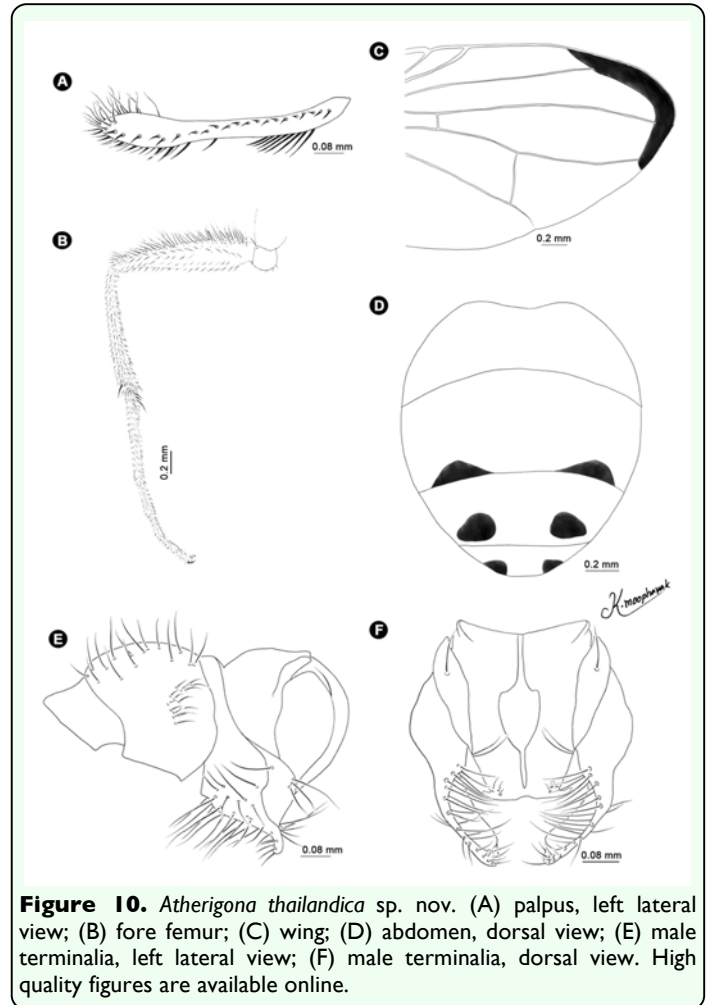 A
0.08 mm
C
0.2 mm
B
0.2 mm
D
0.2 mm
E
0.08 mm
F
0.08 mm
Figure 10. Atherigona thailandica sp. nov. (A) palpus, left lateral
view; (B) fore femur; (C) wing; (D) abdomen, dorsal view; (E) male
terminalia, left lateral view; (F) male terminalia, dorsal view. High
quality figures are available online.